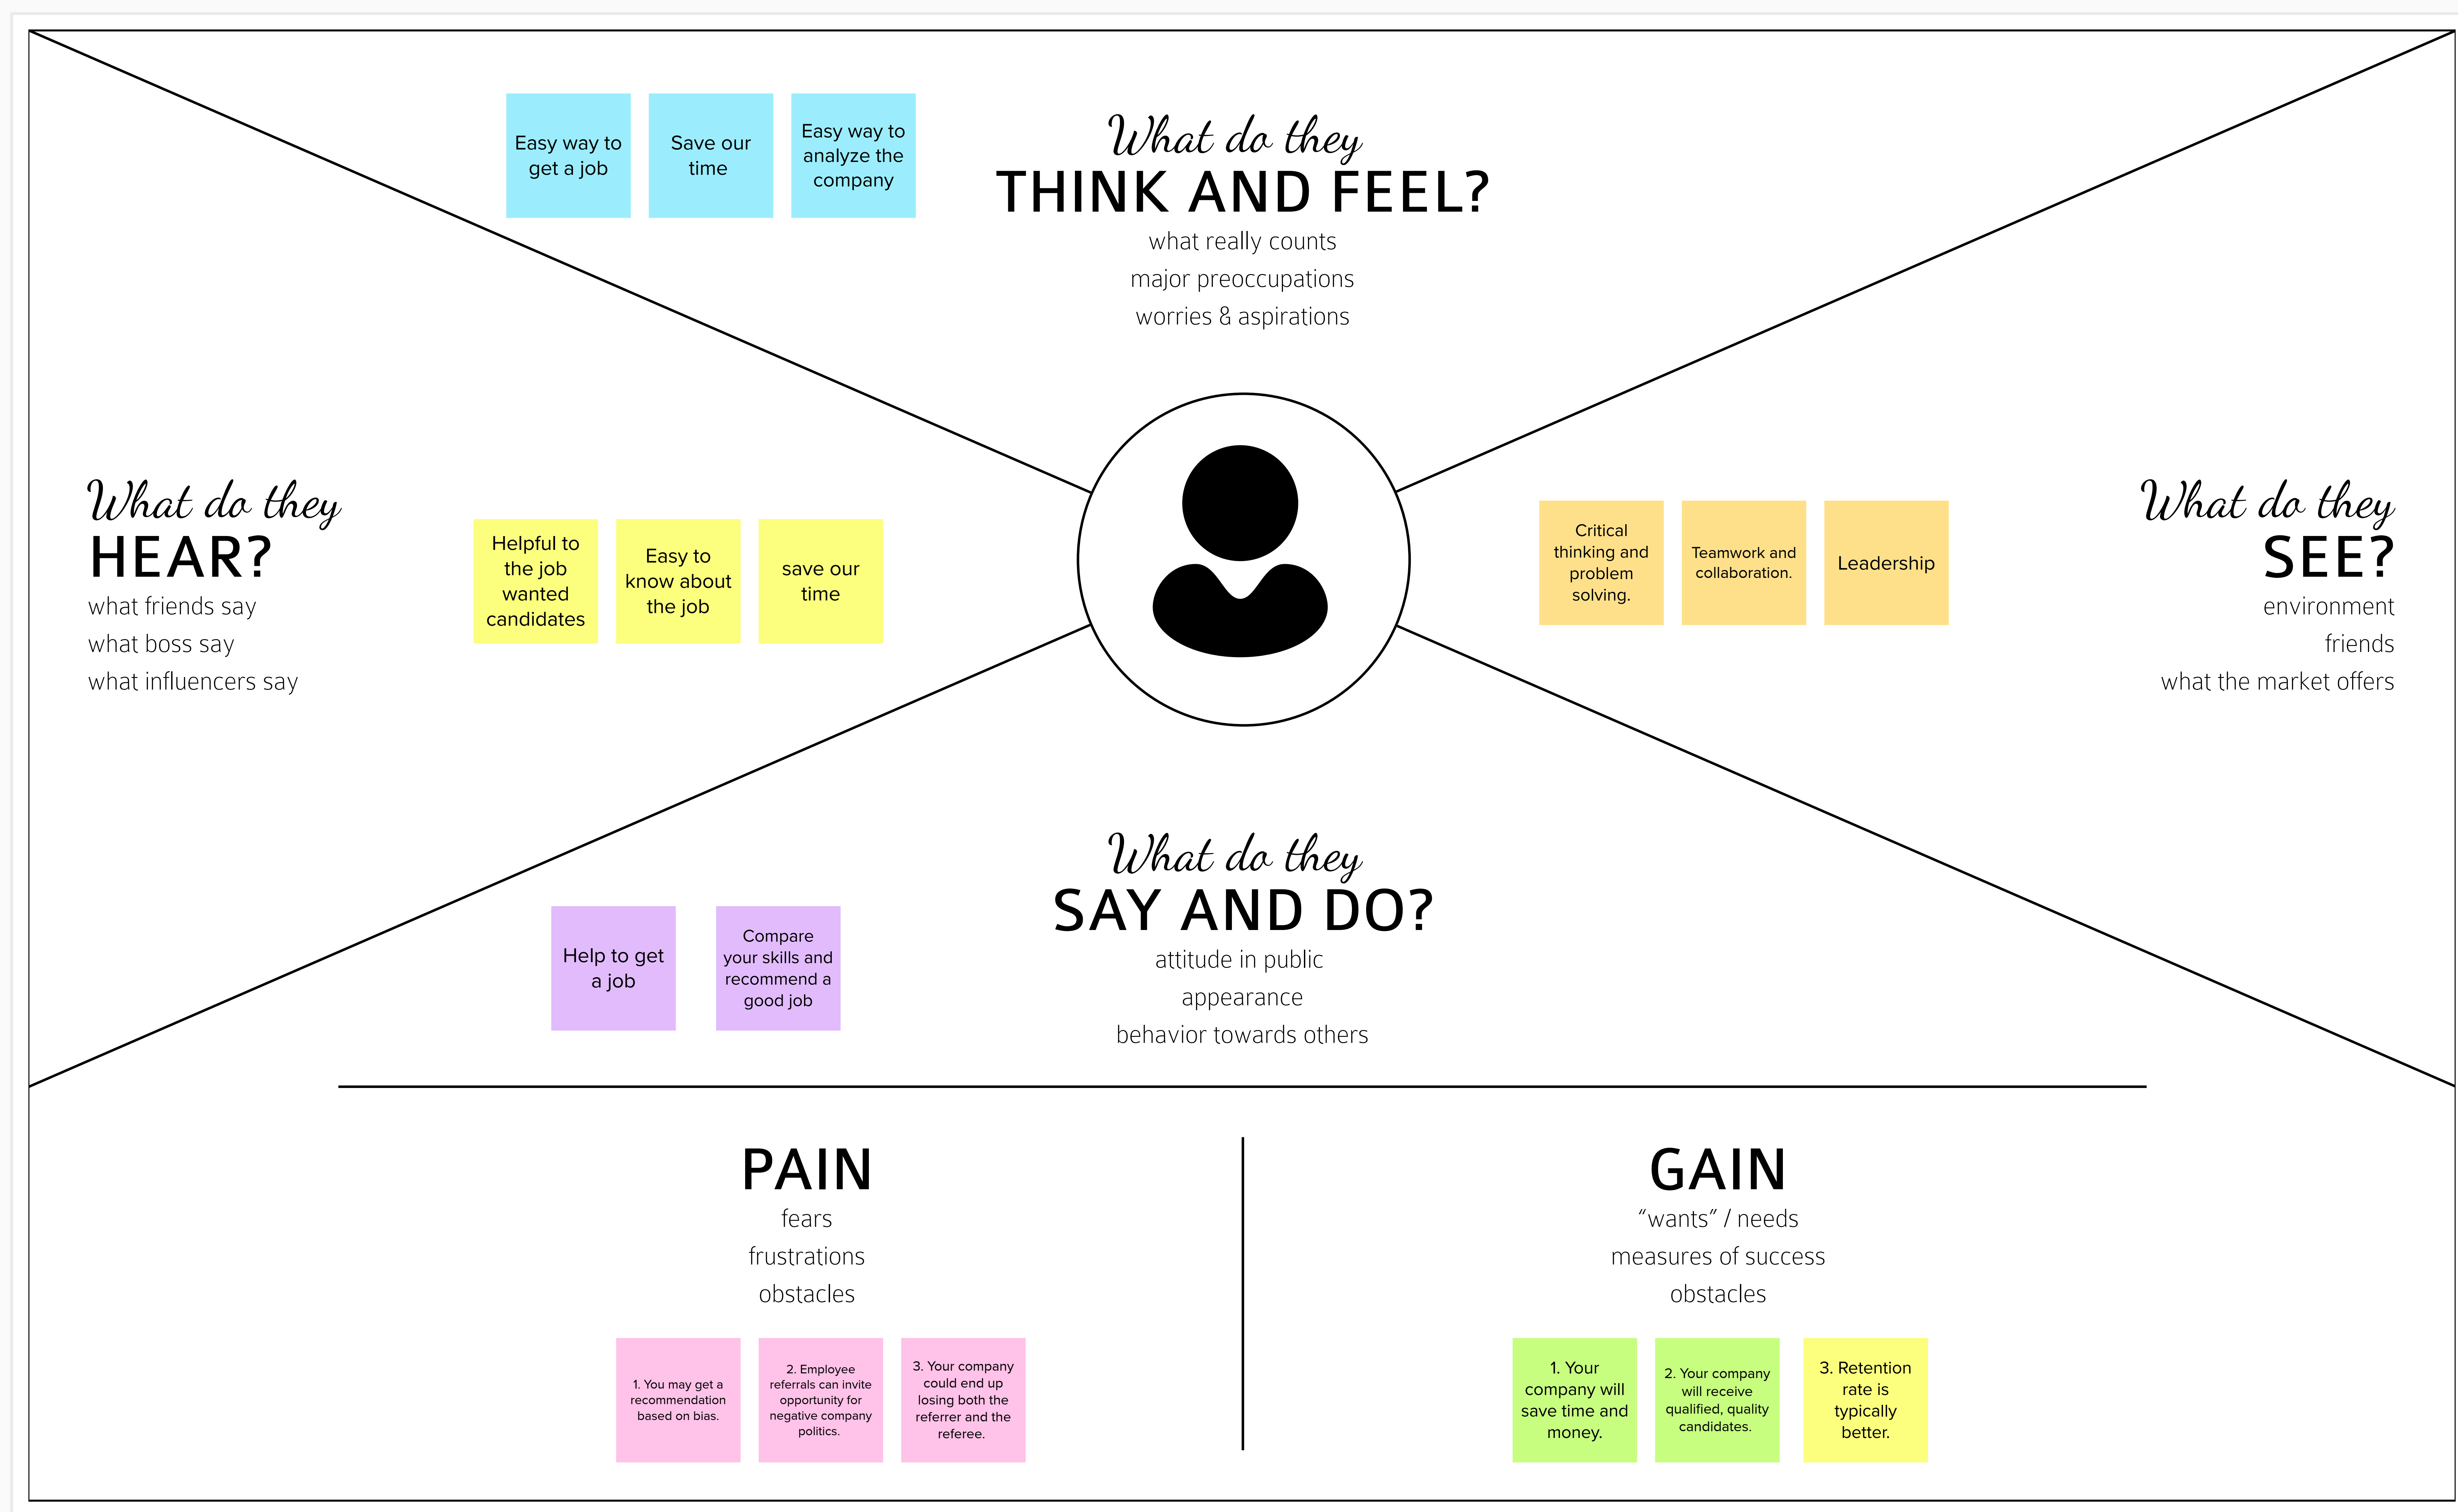 Easy way to
get a job
Save our
time
Easy way to
analyze the
company
What do they
THINK AND FEEL?
what really counts
major preoccupations
worries & aspirations
What do they
HEAR?
what friends say
what boss say
what influencers say
Helpful to
the job
wanted
candidates
Easy to
know about
the job
save our
time
Critical
thinking and
problem
solving.
Teamwork and
collaboration.
Leadership
What do they
SEE?
environment
friends
what the market offers
What do they
SAY AND DO?
attitude in public
appearance
behavior towards others
Help to get
a job
Compare
your skills and
recommend a
good job
PAIN
fears
frustrations
obstacles
1. You may get a
recommendation
based on bias.
2. Employee
referrals can invite
opportunity for
negative company
politics.
3. Your company
could end up
losing both the
referrer and the
referee.
GAIN
“wants” / needs
measures of success
obstacles
1. Your
company will
save time and
money.
2. Your company
will receive
qualified, quality
candidates.
3. Retention
rate is
typically
better.